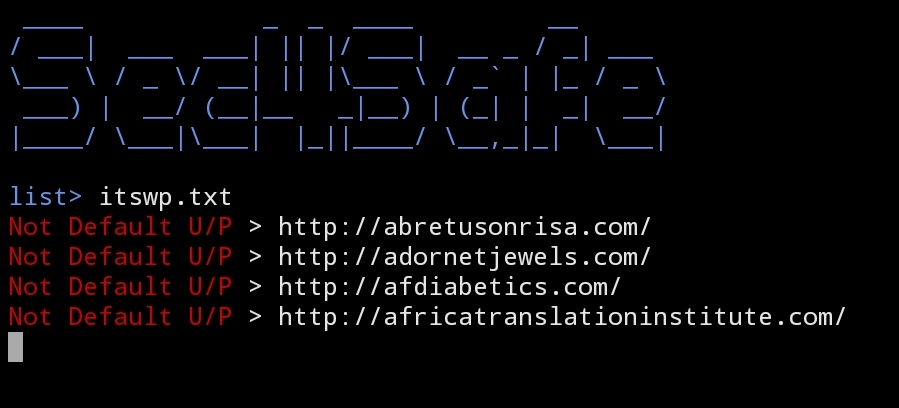 Sec4Safe
list> itswp.txt
Not Default U/P > http://abretusonrisa.com/
Not Default U/P > http://adornetjewels.com/
Not Default U/P > http://afdiabetics.com/
Not Default U/P > http://africatranslationinstitute.com/